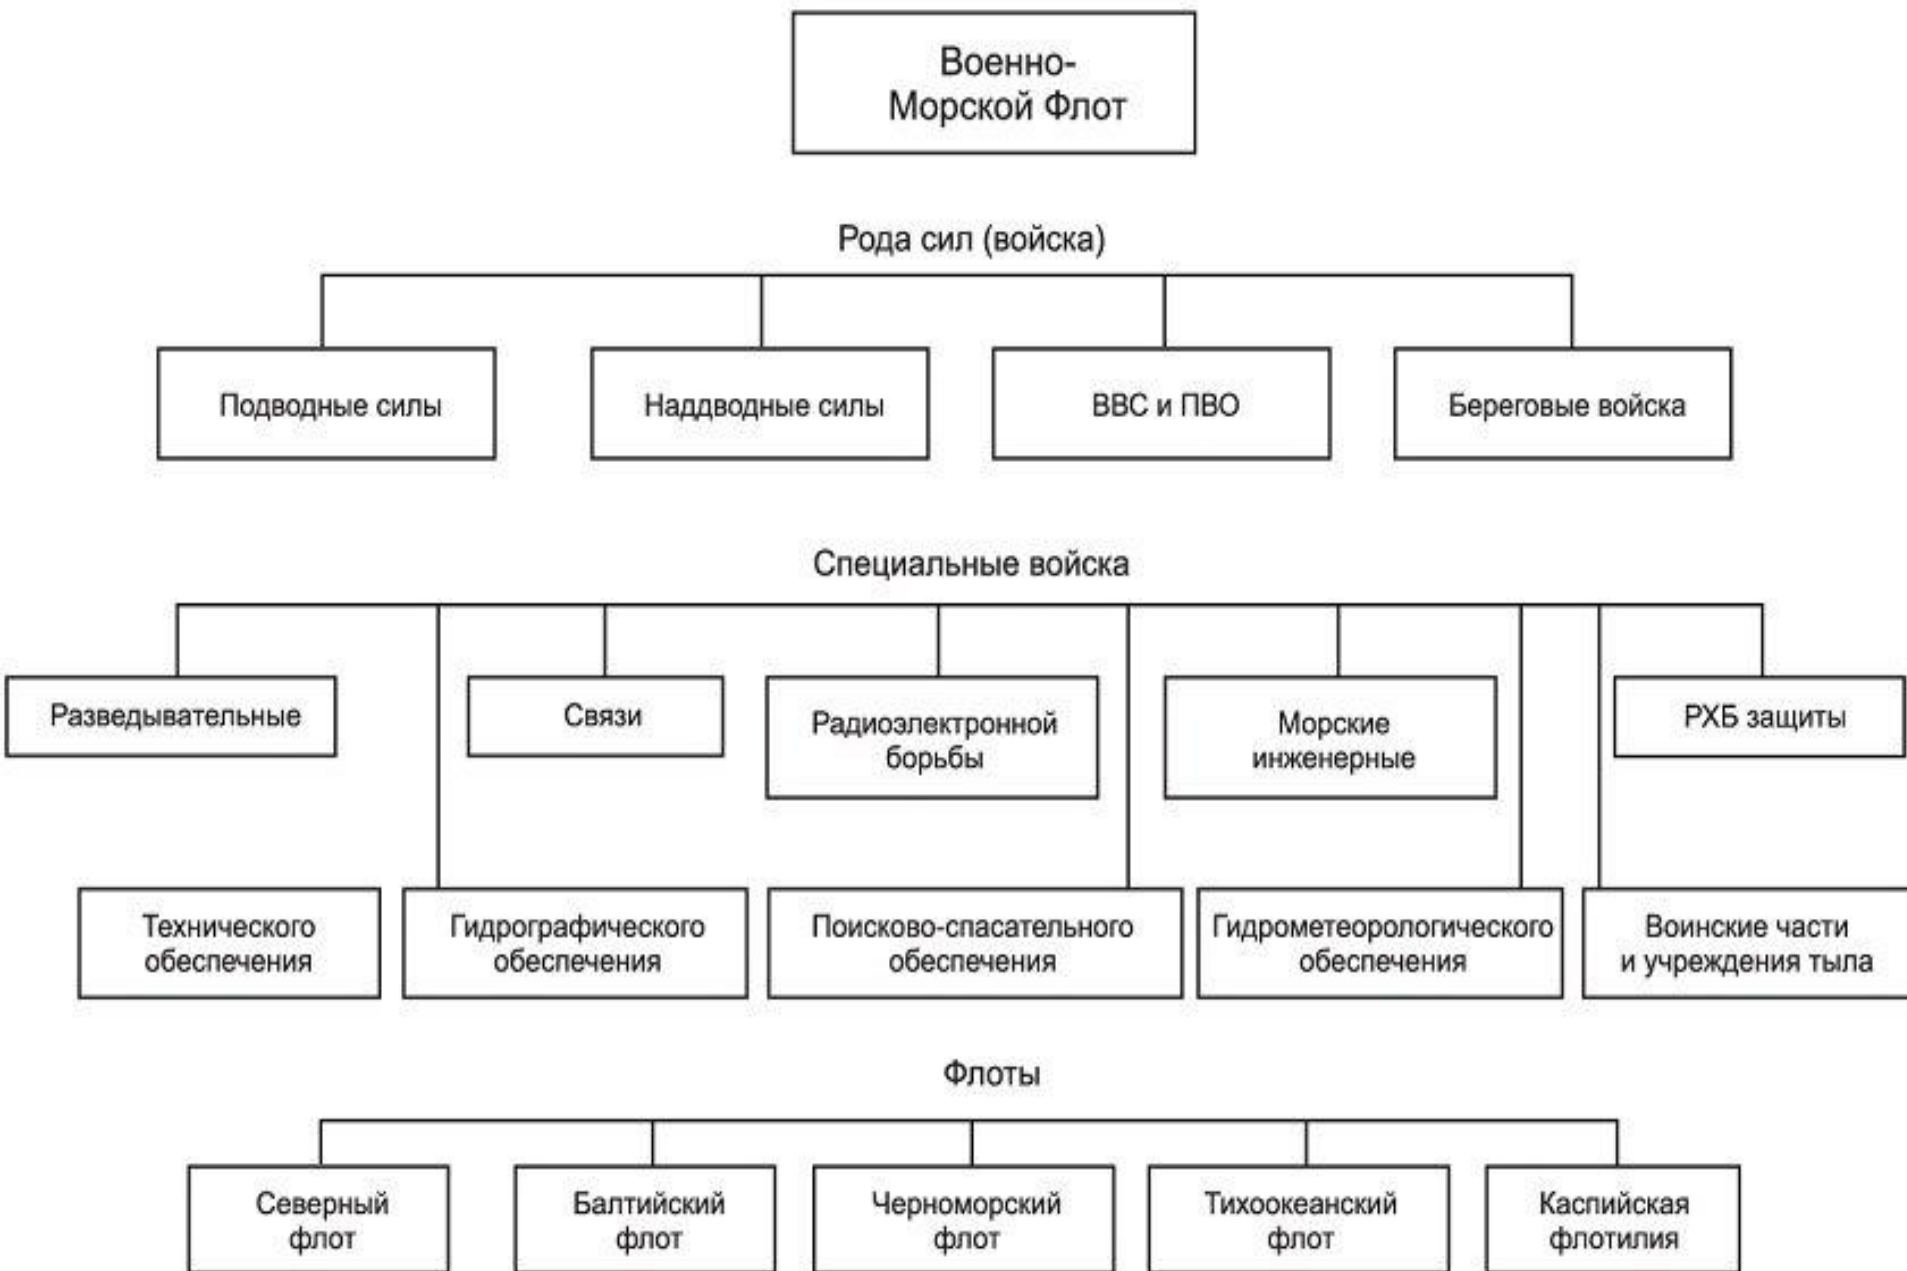 Военно-
Морской Флот
Рода сил (войска)
Подводные силы
Наддводные силы
ВВС и ПВО
Береговые войска
Специальные войска
Разведывательные
Связи
Радиоэлектронной
борьбы
Морские
инженерные
РХБ защиты
Технического
обеспечения
Гидрографического
обеспечения
Поисково-спасательного
обеспечения
Гидрометеорологического
обеспечения
Воинские части
и учреждения тыла
Флоты
Северный
флот
Балтийский
флот
Черноморский
флот
Тихоокеанский
флот
Каспийская
флотилия